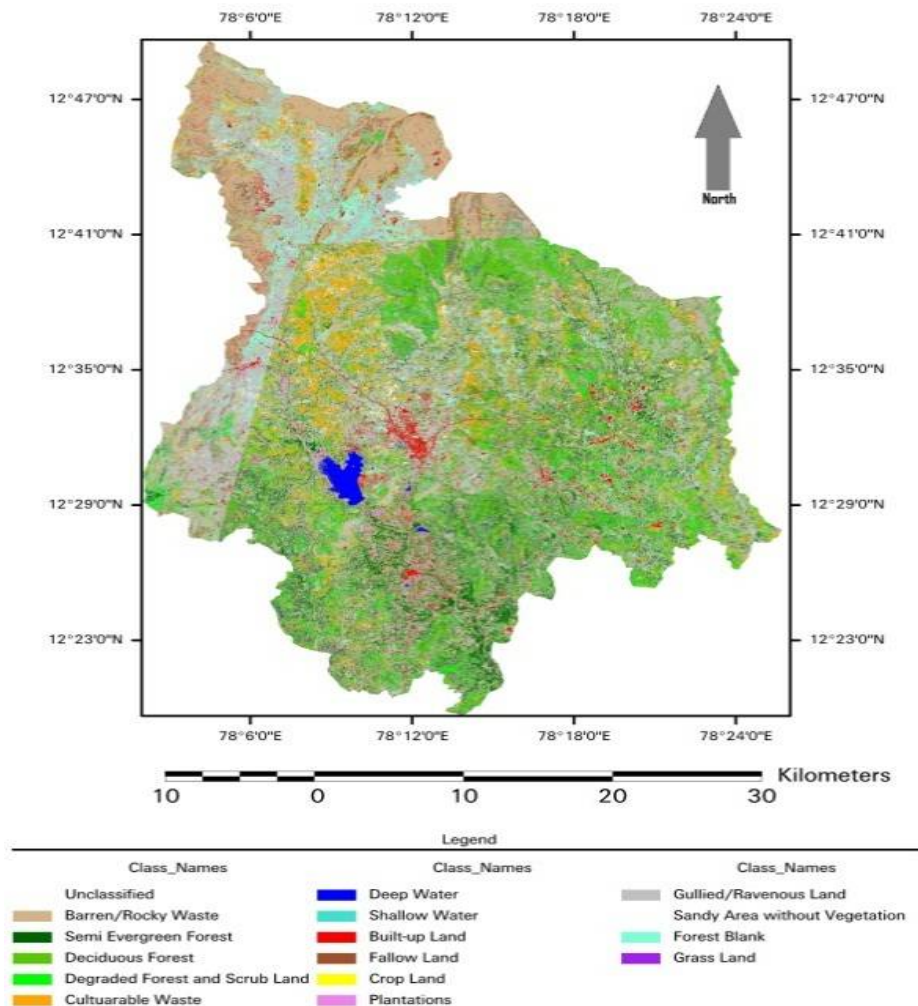 78°6'0"E 78°12'0"E 78°18'0"E 78°24'0"E
12°47'0"N 12°47'0"N
North
12°41'0"N 12°41'0"N
12°35'0"N 12°35'0"N
12°29'0"N 12°29'0"N
12°23'0"N 12°23'0"N
78°6'0"E 78°12'0"E 78°18'0"E 78°24'0"E
Kilometers
10 0 10 20 30
Legend
Class_Names Class_Names Class_Names
Unclassified Deep Water Gullied/Ravenous Land
Barren/Rocky Waste Shallow Water Sandy Area without Vegetation
Semi Evergreen Forest Built-up Land Forest Blank
Deciduous Forest Fallow Land Grass Land
Degraded Forest and Scrub Land Crop Land
Cultuarable Waste Plantations